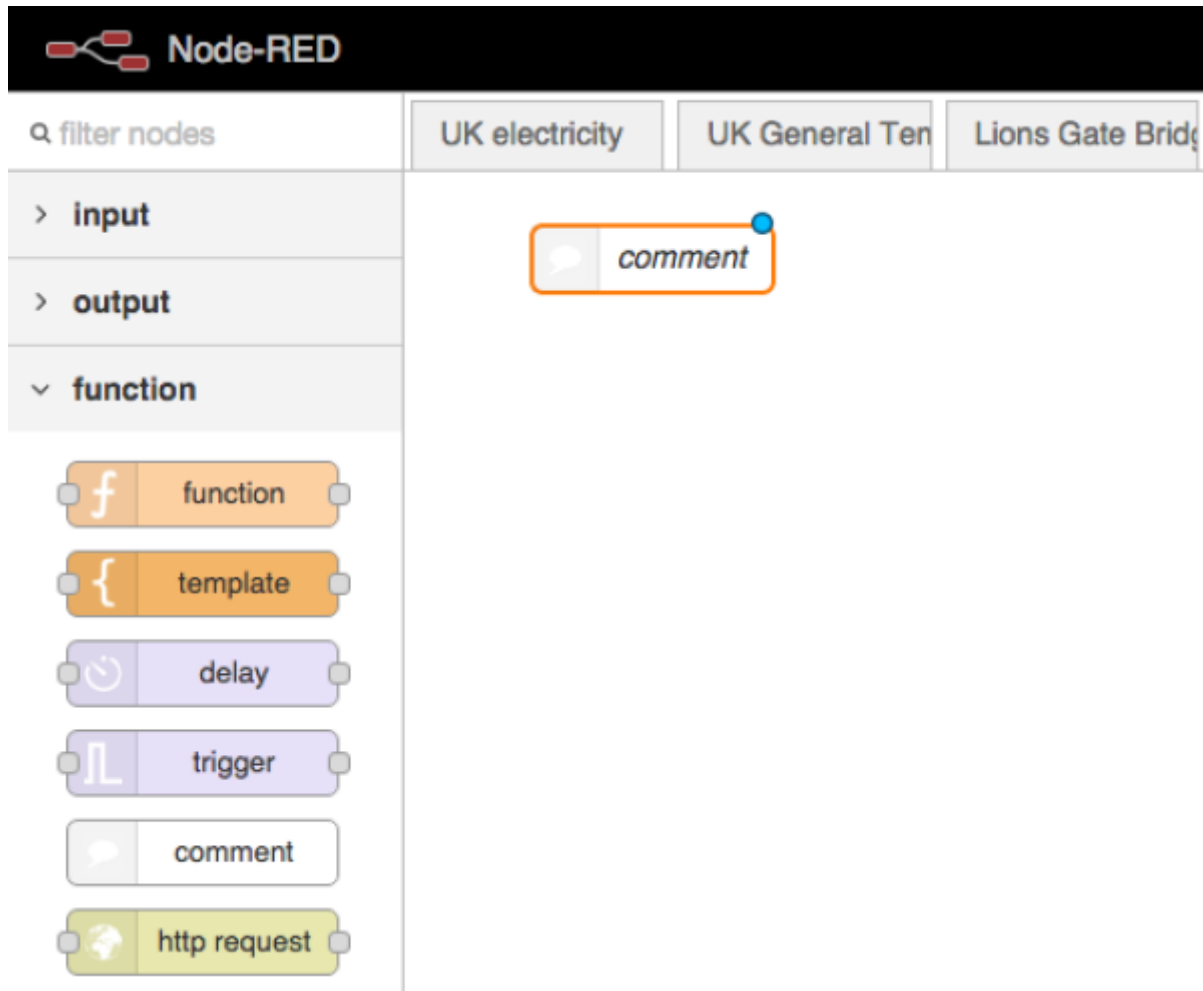 Node-RED
filter nodes
UK electricity
UK General Ten
Lions Gate Brid
input
output
function
function
template
delay
trigger
comment
http request
comment